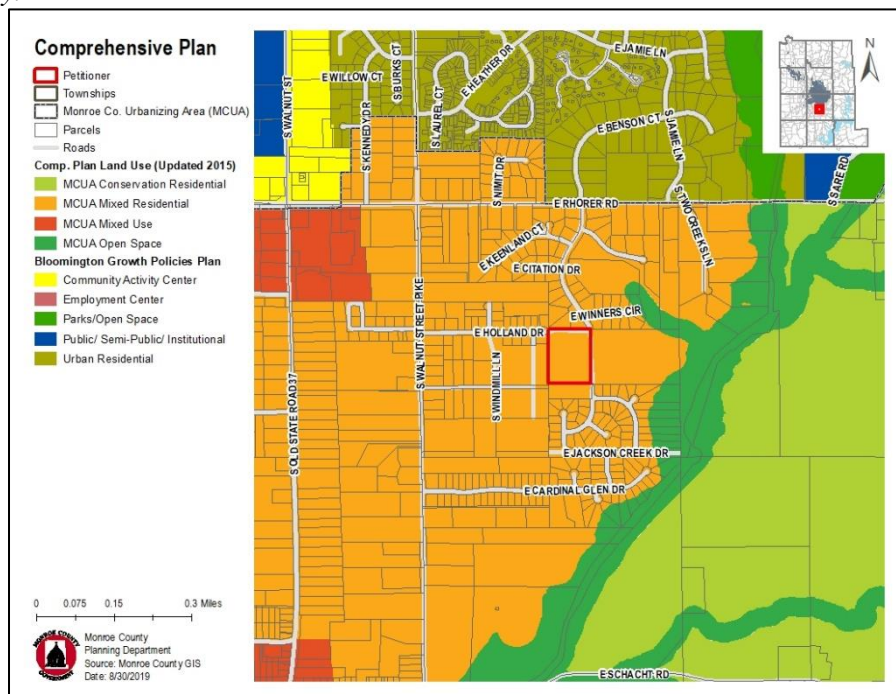 y.
Comprehensive Plan
Petitioner
Townships
Monroe Co. Urbanizing Area (MCUA)
Parcels
Roads
Comp. Plan Land Use (Updated 2015)
MCUA Conservation Residential
MCUA Mixed Residential
MCUA Mixed Use
MCUA Open Space
Bloomington Growth Policies Plan
Community Activity Center
Employment Center
Parks/Open Space
Public/ Semi-Public/ Institutional
Urban Residential
0 0.075 0.15 0.3 Miles
MONROE COUNTY
GOVERNMENT
Monroe County
Planning Department
Source: Monroe County GIS
Date: 8/30/2019
N
S WALNUT ST
E WILLOW CT
S BURKS CT
S KENNEDY DR
S LAUREL CT
E HEATHER DR
E JAMIE LN
E BENSON CT
S JAMIE LN
S NIMIT DR
E RHORER RD
S TWO CREEKS LN
S SARE RD
E KEENLAND CT
E CITATION DR
E WINNERS CIR
E HOLLAND DR
S WALNUT STREET PIKE
S WINDMILL LN
S OLD STATE ROAD 37
E JACKSON CREEK DR
E CARDINAL GLEN DR
E SCHACHT RD